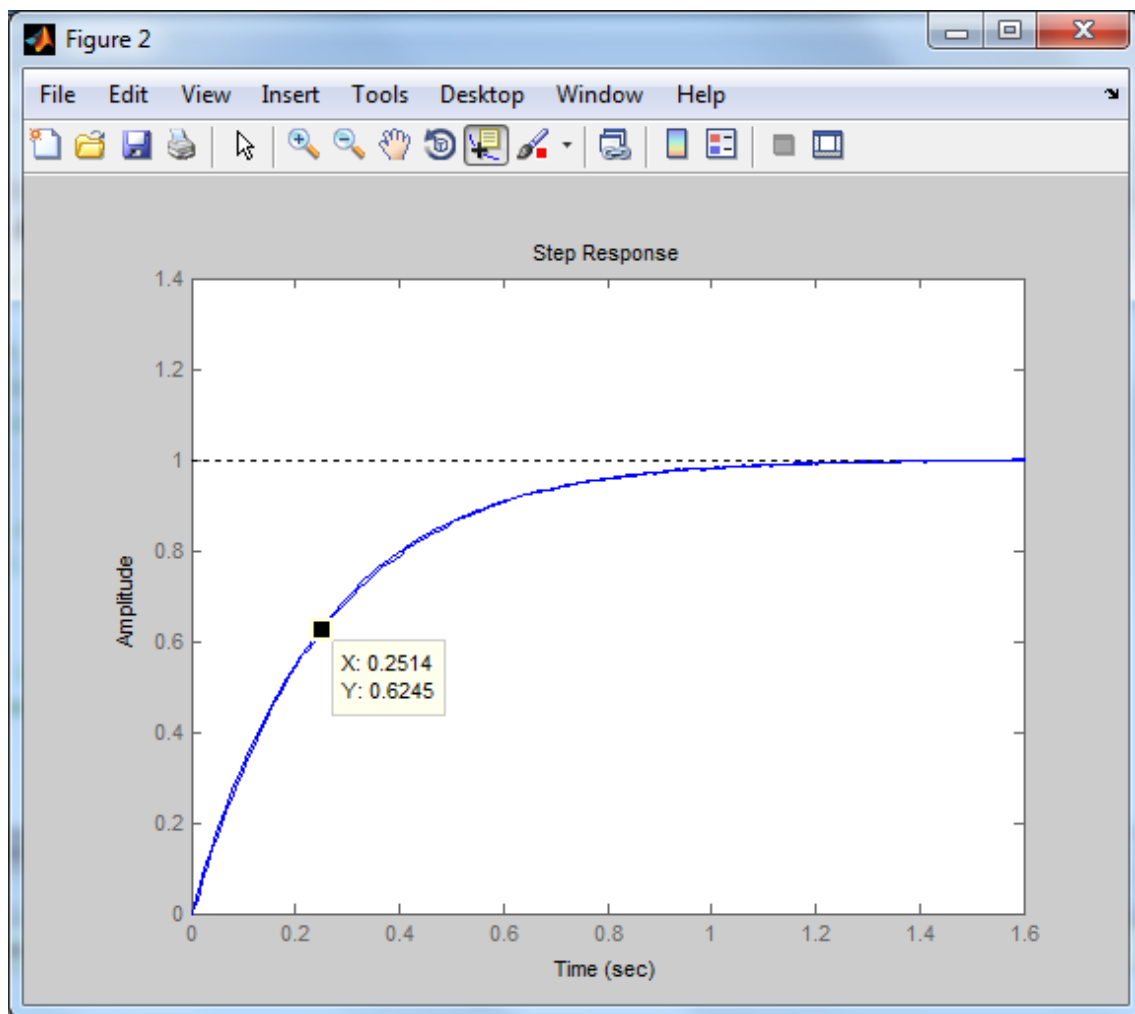 Figure 2
File Edit View Insert Tools Desktop Window Help
Step Response
1.4
1.2
1
0.8
0.6
0.4
0.2
0
Amplitude
X: 0.2514
Y: 0.6245
0 0.2 0.4 0.6 0.8 1 1.2 1.4 1.6
Time (sec)